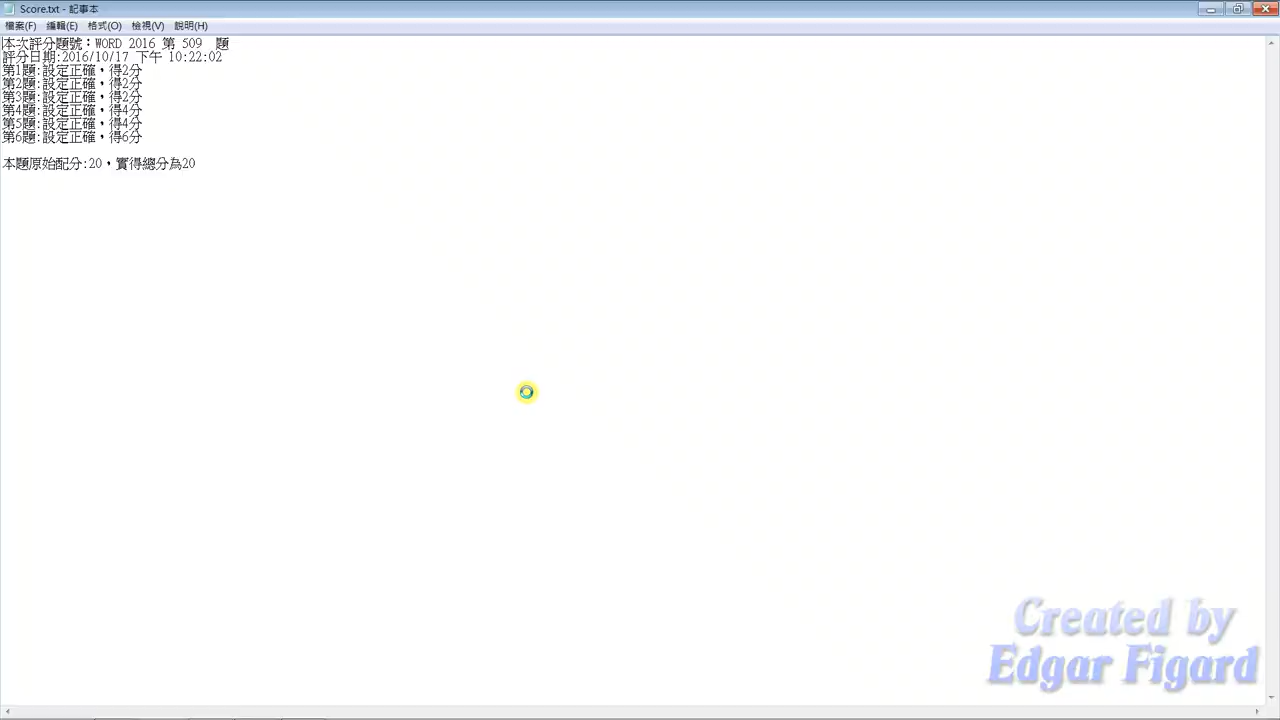 Score.txt - 記事本
檔案(F) 編輯(E) 格式(O) 檢視(V) 說明(H)
本次評分題號：WORD 2016 第 509 題
評分日期:2016/10/17 下午 10:22:02
第1題:設定正確，得2分
第2題:設定正確，得2分
第3題:設定正確，得2分
第4題:設定正確，得4分
第5題:設定正確，得4分
第6題:設定正確，得6分
本題原始配分:20，實得總分為20
Created by
Edgar Figard